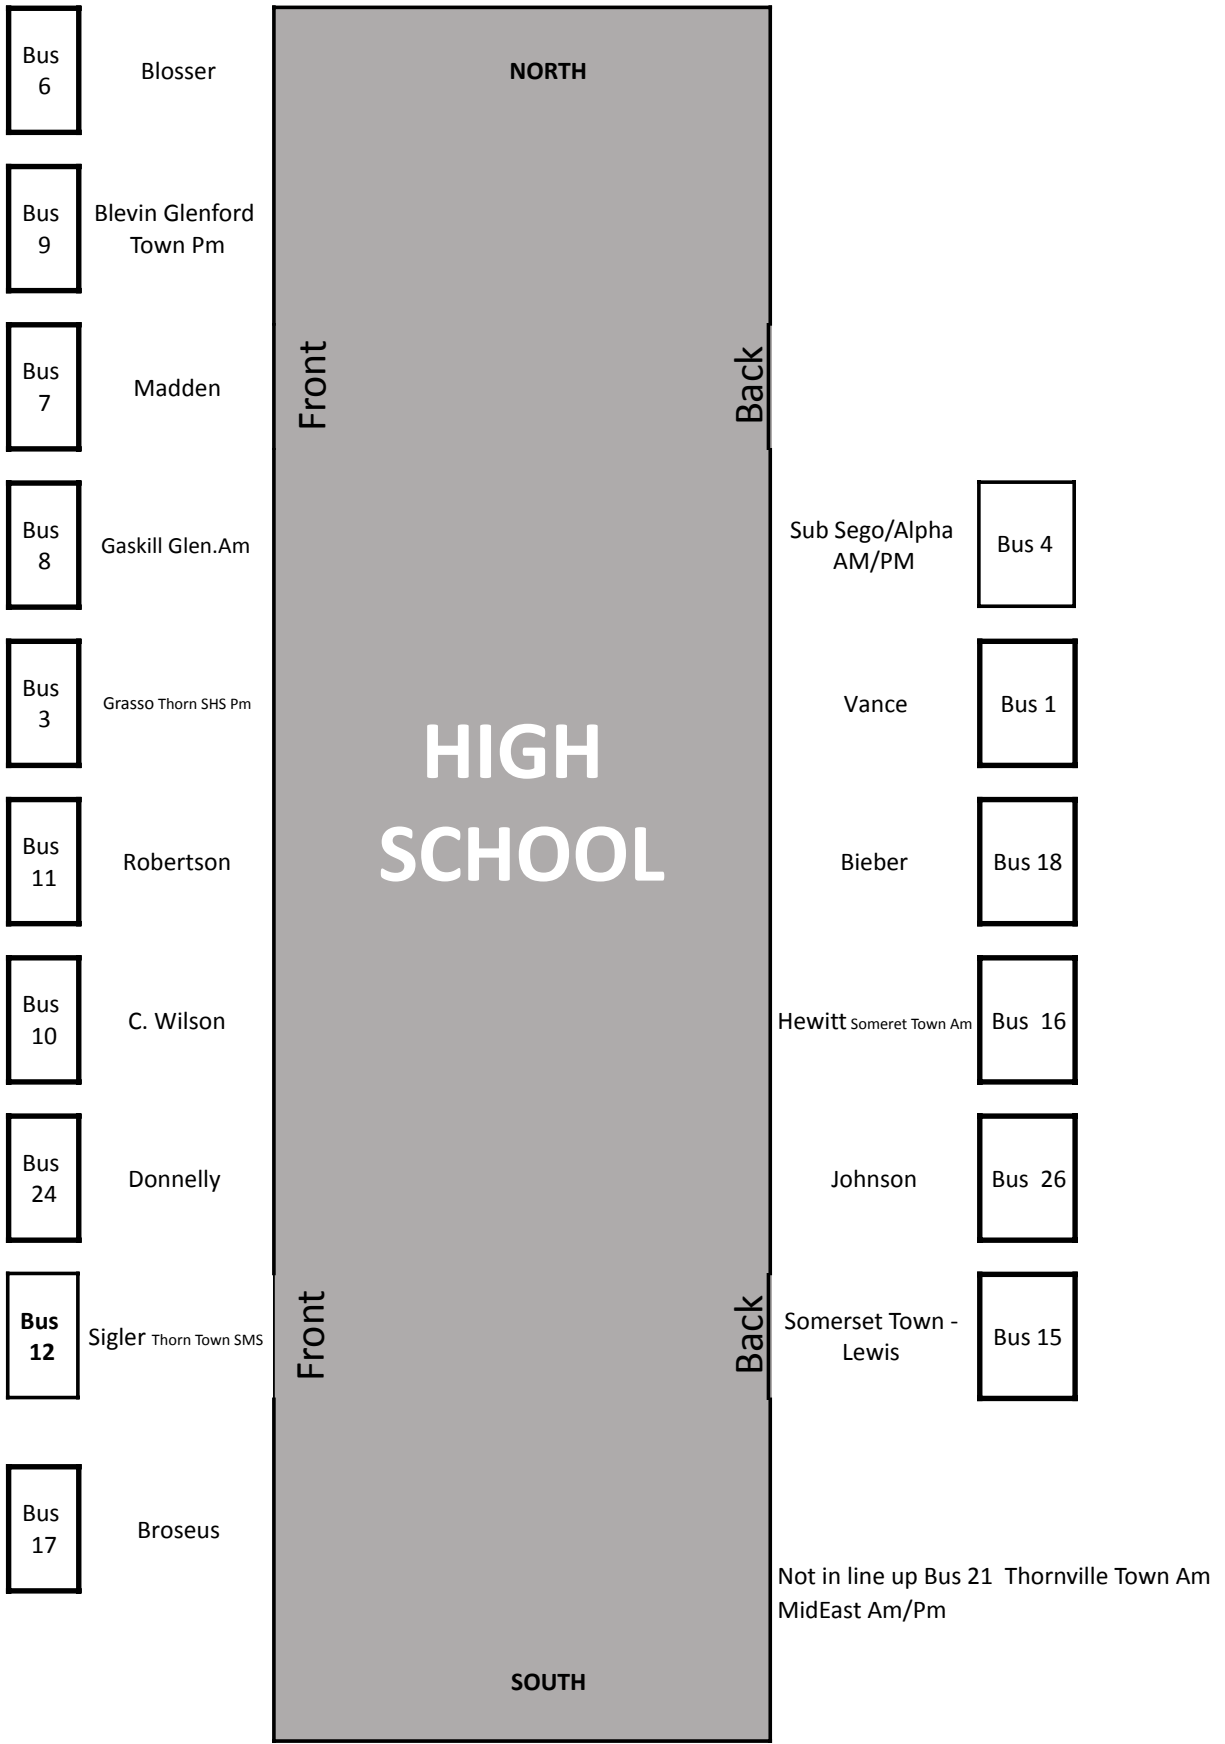 Bus
6
Blosser
NORTH
Bus
9
Blevin Glenford
Town Pm
Bus
7
Madden
Front
Back
Bus
8
Gaskill Glen.Am
Sub Sego/Alpha
AM/PM
Bus 4
Bus
3
Grasso Thorn SHS Pm
HIGH
SCHOOL
Vance
Bus 1
Bus
11
Robertson
Bieber
Bus 18
Bus
10
C. Wilson
Hewitt Someret Town Am
Bus 16
Bus
24
Donnelly
Johnson
Bus 26
Bus
12
Sigler Thorn Town SMS
Front
Back
Somerset Town -
Lewis
Bus 15
Bus
17
Broseus
Not in line up Bus 21 Thornville Town Am
MidEast Am/Pm
SOUTH